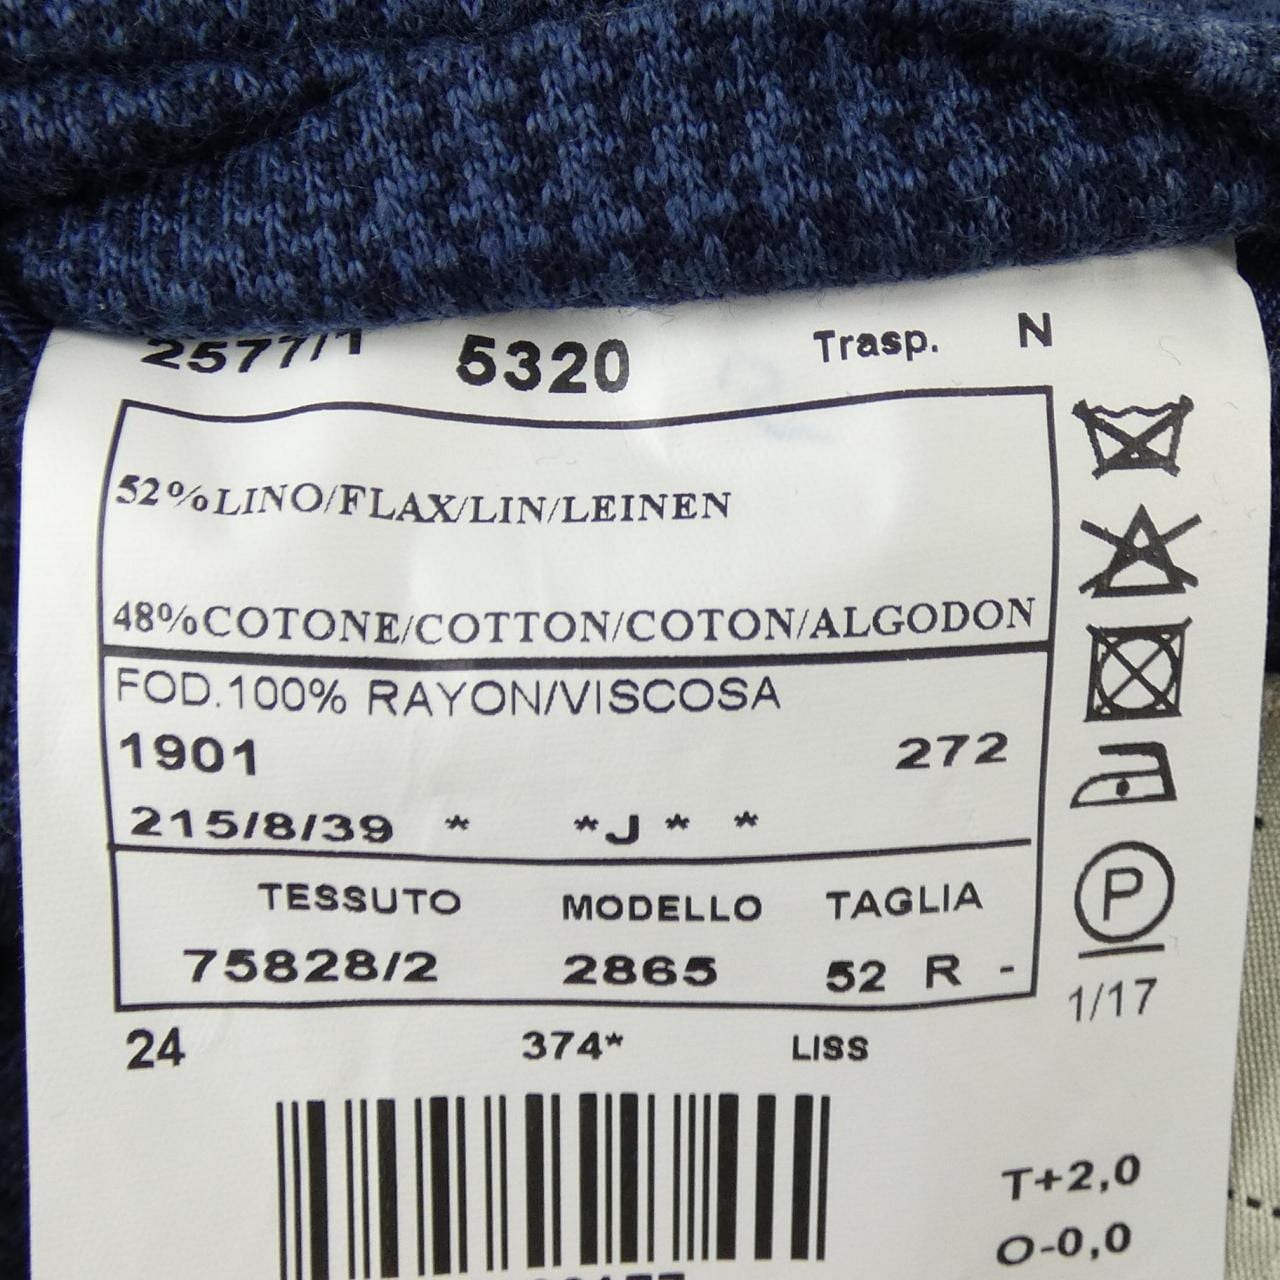 2577/1 5320 Trasp. N
52%LINO/FLAX/LIN/LEINEN
48%COTONE/COTTON/COTON/ALGODON
FOD.100% RAYON/VISCOSA
1901 272
215/8/39 * *J* *
TESSUTO MODELLO TAGLIA
75828/2 2865 52 R -
P
1/17
24 374* LISS
T+2,0
O-0,0